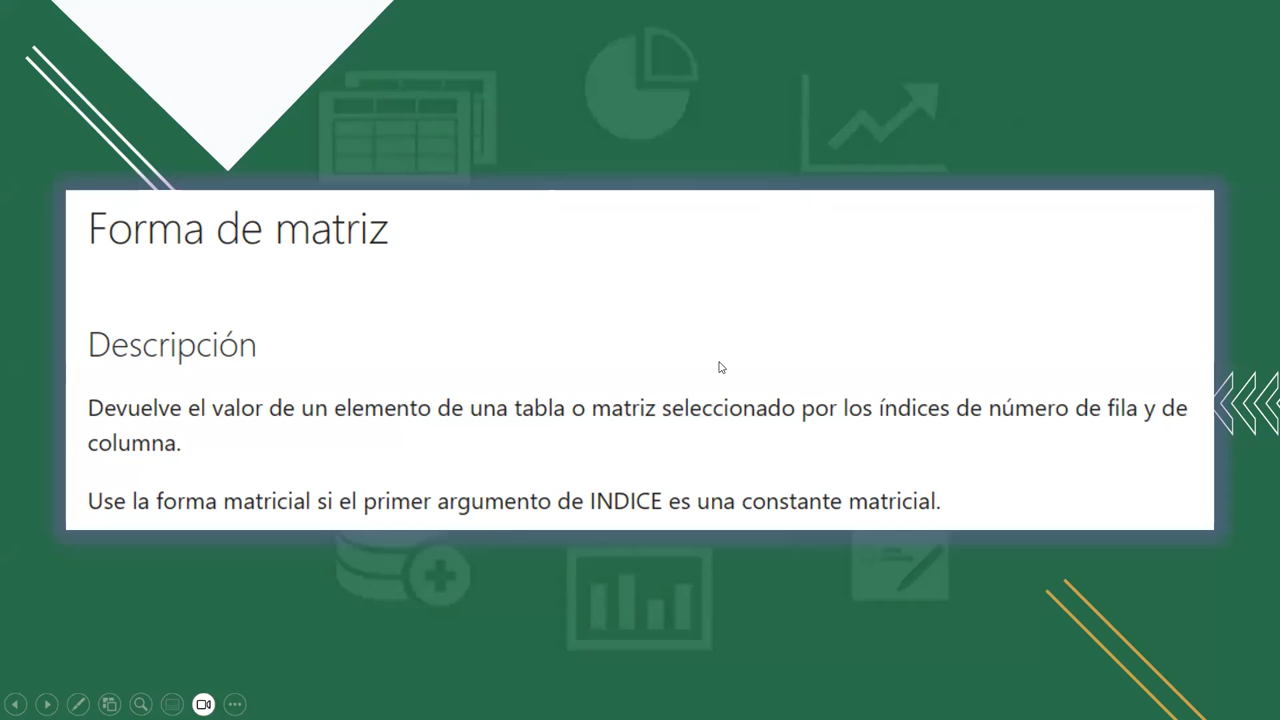 Forma de matriz
Descripción
Devuelve el valor de un elemento de una tabla o matriz seleccionado por los índices de número de fila y de
columna.
Use la forma matricial si el primer argumento de INDICE es una constante matricial.